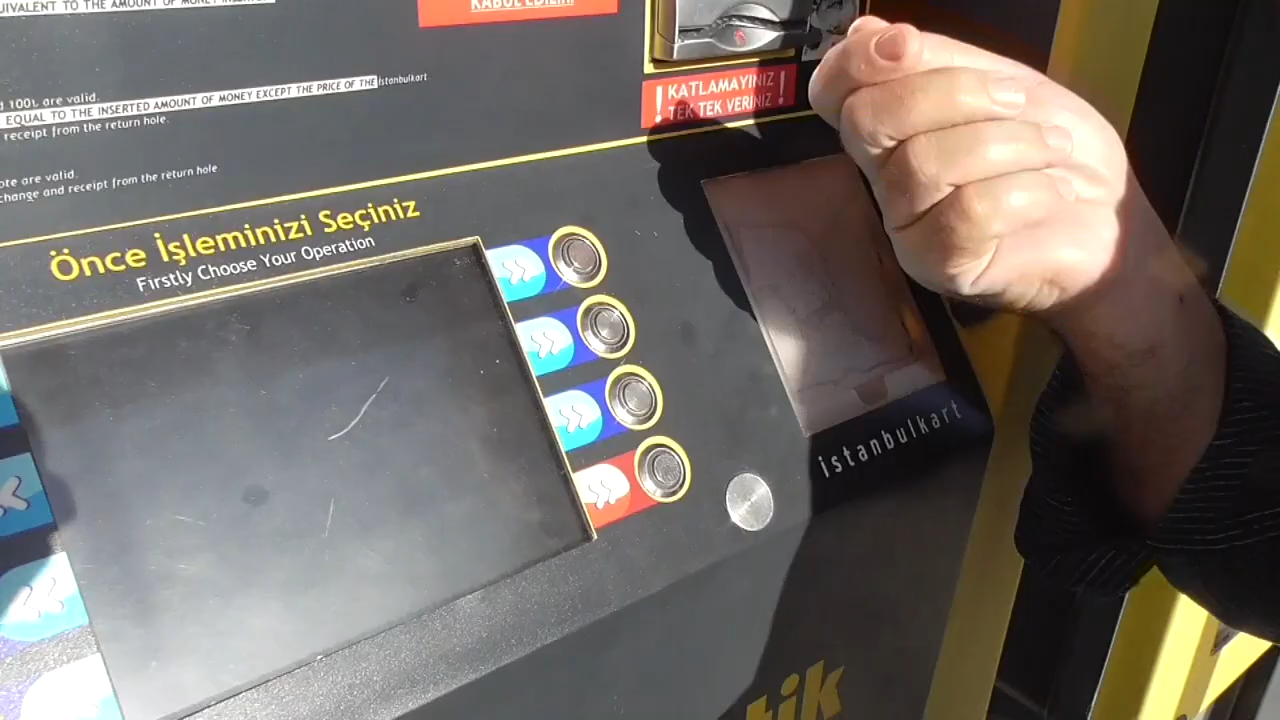 UIVALENT TO THE AMOUNT OF MONEY INSERTED
KABUL EDİLİR!
100₺ are valid.
EQUAL TO THE INSERTED AMOUNT OF MONEY EXCEPT THE PRICE OF THE İstanbulkart
receipt from the return hole.
! KATLAMAYINIZ !
TEK TEK VERİNİZ
ote are valid.
change and receipt from the return hole
Önce İşleminizi Seçiniz
Firstly Choose Your Operation
istanbulkart
tik